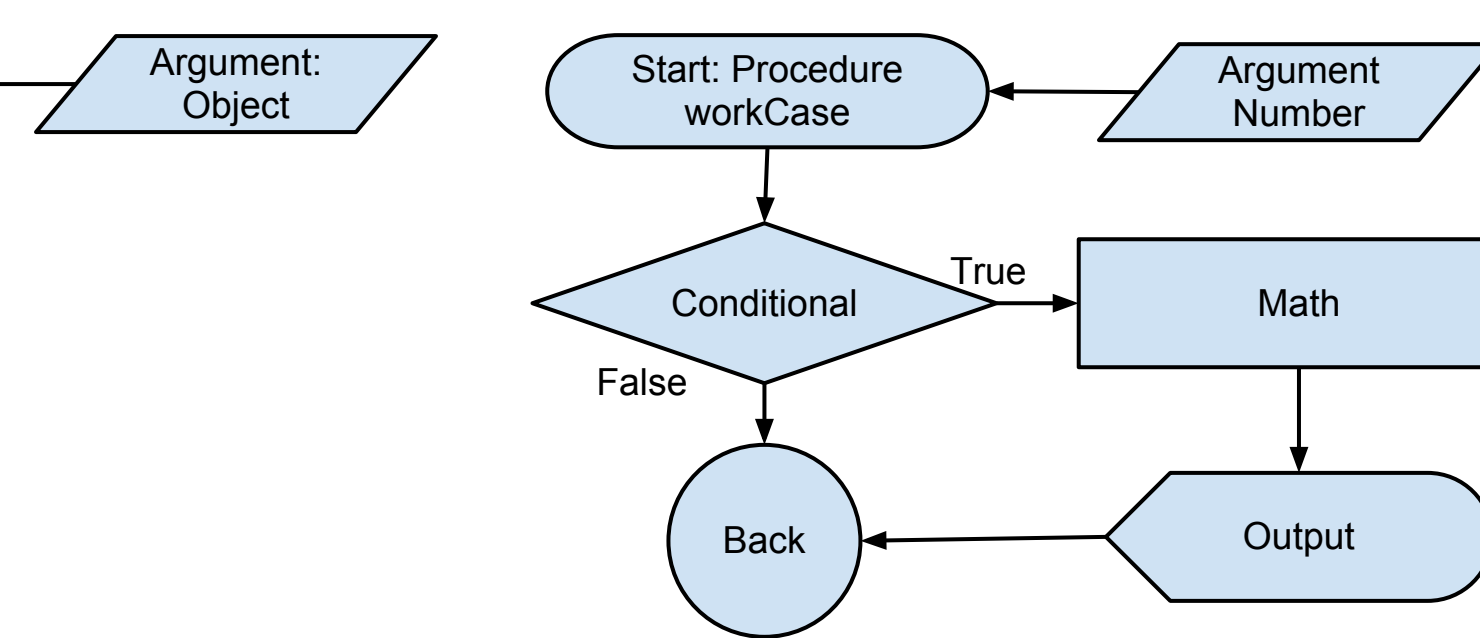 Argument:
Object
Start: Procedure
workCase
Argument
Number
Conditional
True
Math
False
Back
Output